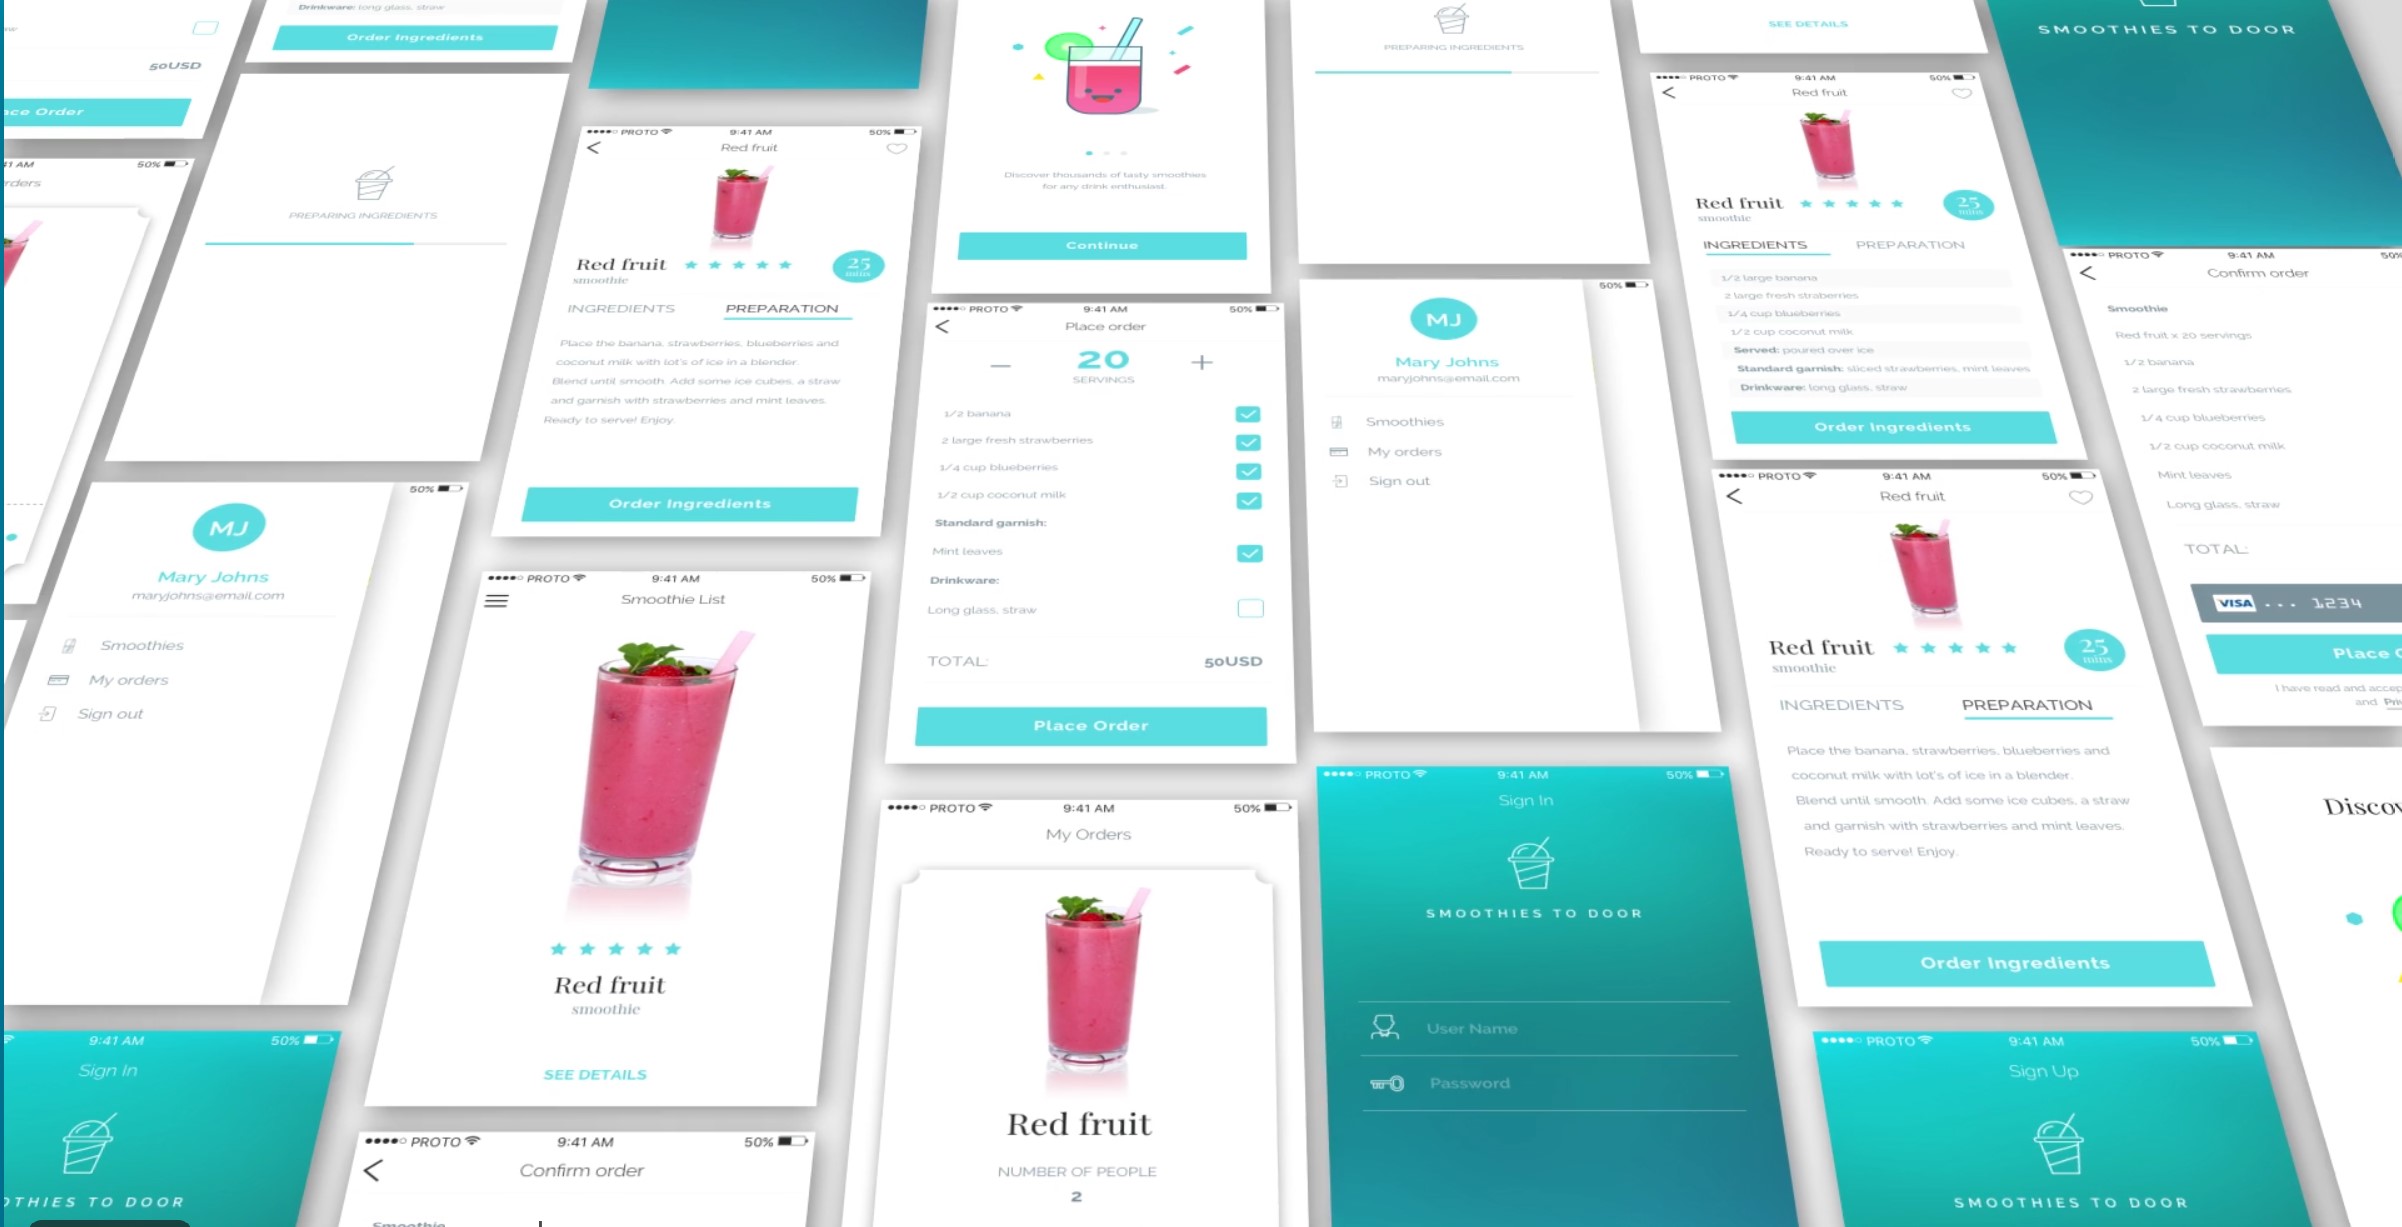 Drinkware: long glass, straw
Order Ingredients
50USD
ace Order
41 AM
50%
rders
PREPARING INGREDIENTS
50%
MJ
Mary Johns
maryjohns@email.com
Smoothies
My orders
Sign out
9:41 AM
50%
Sign In
OTHIES TO DOOR
PROTO
9:41 AM
50%
Red fruit
Red fruit
smoothie
25
mins
INGREDIENTS
PREPARATION
Place the banana, strawberries, blueberries and
coconut milk with lot's of ice in a blender.
Blend until smooth. Add some ice cubes, a straw
and garnish with strawberries and mint leaves.
Ready to serve! Enjoy.
Order Ingredients
PROTO
9:41 AM
50%
Smoothie List
Red fruit
smoothie
SEE DETAILS
PROTO
9:41 AM
50%
Confirm order
Smoothie
Discover thousands of tasty smoothies
for any drink enthusiast.
Continue
PROTO
9:41 AM
50%
Place order
20
SERVINGS
1/2 banana
2 large fresh strawberries
1/4 cup blueberries
1/2 cup coconut milk
Standard garnish:
Mint leaves
Drinkware:
Long glass, straw
TOTAL:
50USD
Place Order
PROTO
9:41 AM
50%
My Orders
Red fruit
NUMBER OF PEOPLE
2
PREPARING INGREDIENTS
50%
MJ
Mary Johns
maryjohns@email.com
Smoothies
My orders
Sign out
PROTO
9:41 AM
50%
Sign In
SMOOTHIES TO DOOR
User Name
Password
SEE DETAILS
PROTO
9:41 AM
50%
Red fruit
Red fruit
smoothie
25
mins
INGREDIENTS
PREPARATION
1/2 large banana
2 large fresh straberries
1/4 cup blueberries
1/2 cup coconut milk
Served: poured over ice
Standard garnish: sliced strawberries, mint leaves
Drinkware: long glass, straw
Order Ingredients
PROTO
9:41 AM
50%
Red fruit
Red fruit
smoothie
25
mins
INGREDIENTS
PREPARATION
Place the banana, strawberries, blueberries and
coconut milk with lot's of ice in a blender.
Blend until smooth. Add some ice cubes, a straw
and garnish with strawberries and mint leaves.
Ready to serve! Enjoy.
Order Ingredients
PROTO
9:41 AM
50%
Sign Up
SMOOTHIES TO DOOR
SMOOTHIES TO DOOR
PROTO
9:41 AM
50%
Confirm order
Smoothie
Red fruit x 20 servings
1/2 banana
2 large fresh strawberries
1/4 cup blueberries
1/2 cup coconut milk
Mint leaves
Long glass, straw
TOTAL:
VISA ... 1234
Place
I have read and accep
and Pri
Discov